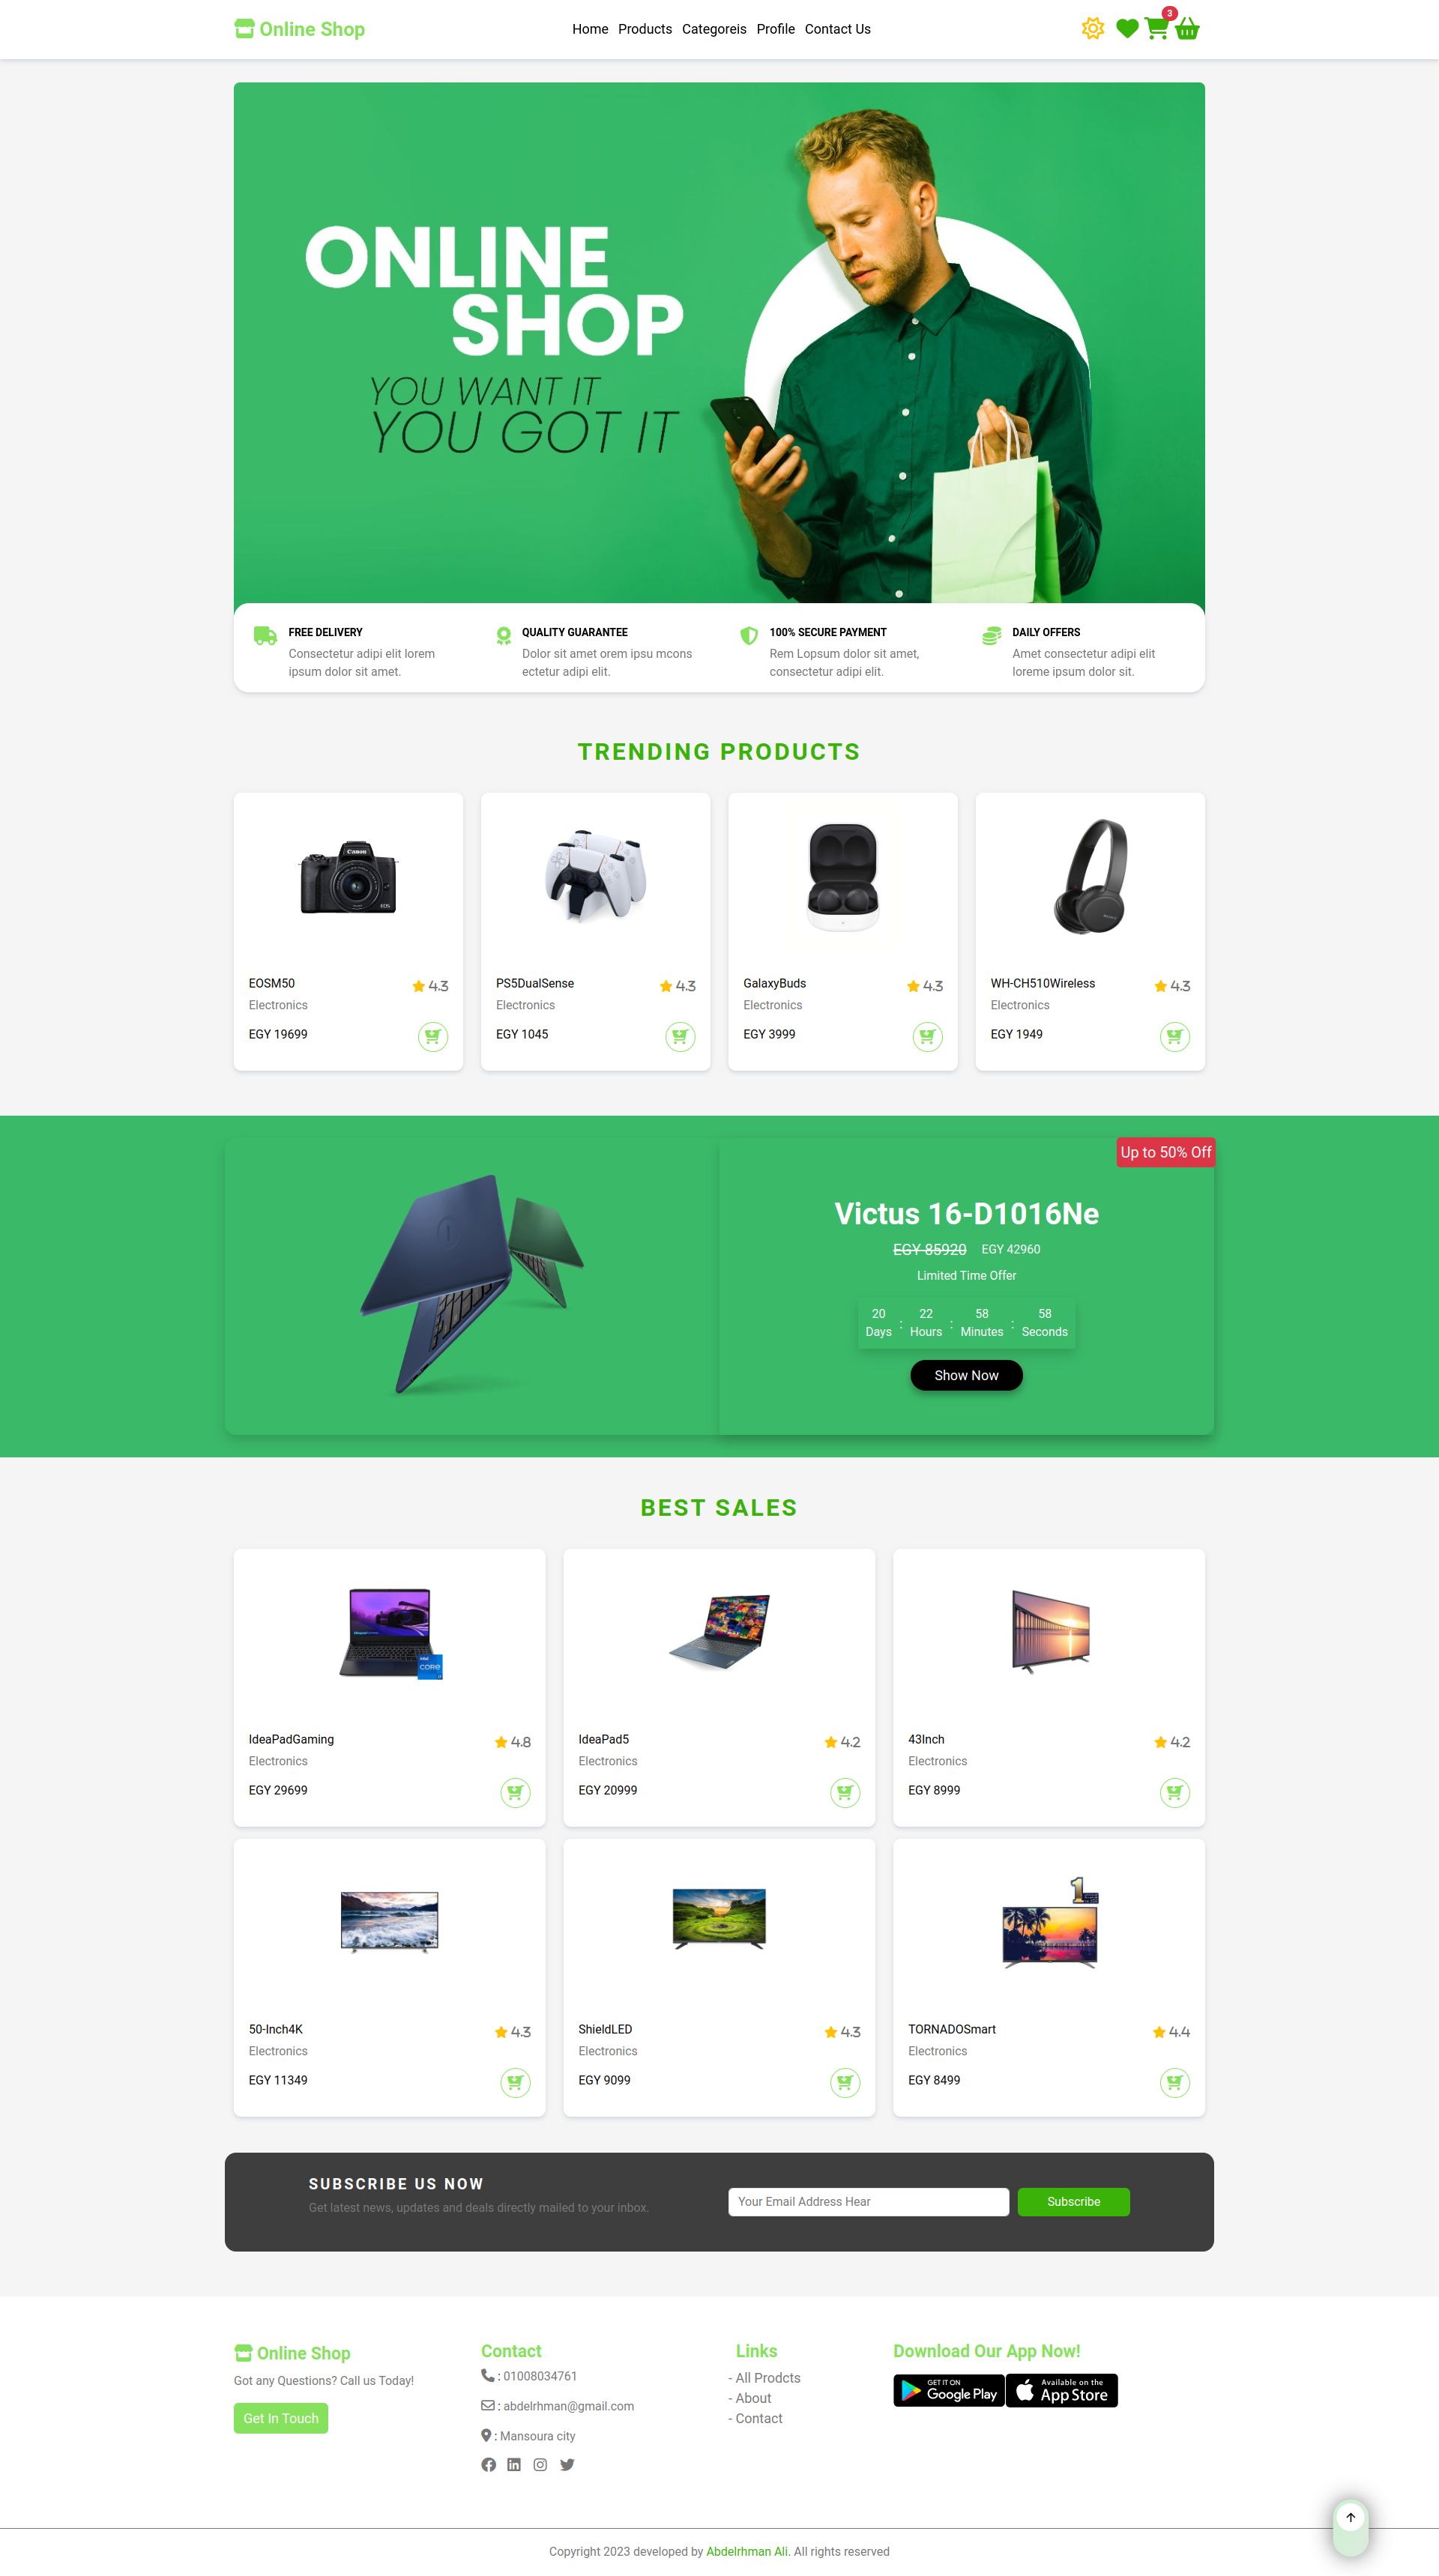 Online Shop
Home Products Categoreis Profile Contact Us
3
ONLINE
SHOP
YOU WANT IT
YOU GOT IT
FREE DELIVERY
Consectetur adipi elit lorem
ipsum dolor sit amet.
QUALITY GUARANTEE
Dolor sit amet orem ipsu mcons
ectetur adipi elit.
100% SECURE PAYMENT
Rem Lopsum dolor sit amet,
consectetur adipi elit.
DAILY OFFERS
Amet consectetur adipi elit
loreme ipsum dolor sit.
TRENDING PRODUCTS
Canon
EOS
EOSM50
4.3
Electronics
EGY 19699
PS5DualSense
4.3
Electronics
EGY 1045
GalaxyBuds
4.3
Electronics
EGY 3999
SONY
WH-CH510Wireless
4.3
Electronics
EGY 1949
Up to 50% Off
Victus 16-D1016Ne
EGY 85920 EGY 42960
Limited Time Offer
20 : 22 : 58 : 58
Days Hours Minutes Seconds
Show Now
BEST SALES
intel
CORE
IdeaPadGaming
4.8
Electronics
EGY 29699
IdeaPad5
4.2
Electronics
EGY 20999
43Inch
4.2
Electronics
EGY 8999
50-Inch4K
4.3
Electronics
EGY 11349
ShieldLED
4.3
Electronics
EGY 9099
1
TORNADOSmart
4.4
Electronics
EGY 8499
SUBSCRIBE US NOW
Get latest news, updates and deals directly mailed to your inbox.
Your Email Address Hear
Subscribe
Online Shop
Got any Questions? Call us Today!
Get In Touch
Contact
: 01008034761
: abdelrhman@gmail.com
: Mansoura city
Links
- All Prodcts
- About
- Contact
Download Our App Now!
GET IT ON
Google Play
Available on the
App Store
Copyright 2023 developed by Abdelrhman Ali. All rights reserved